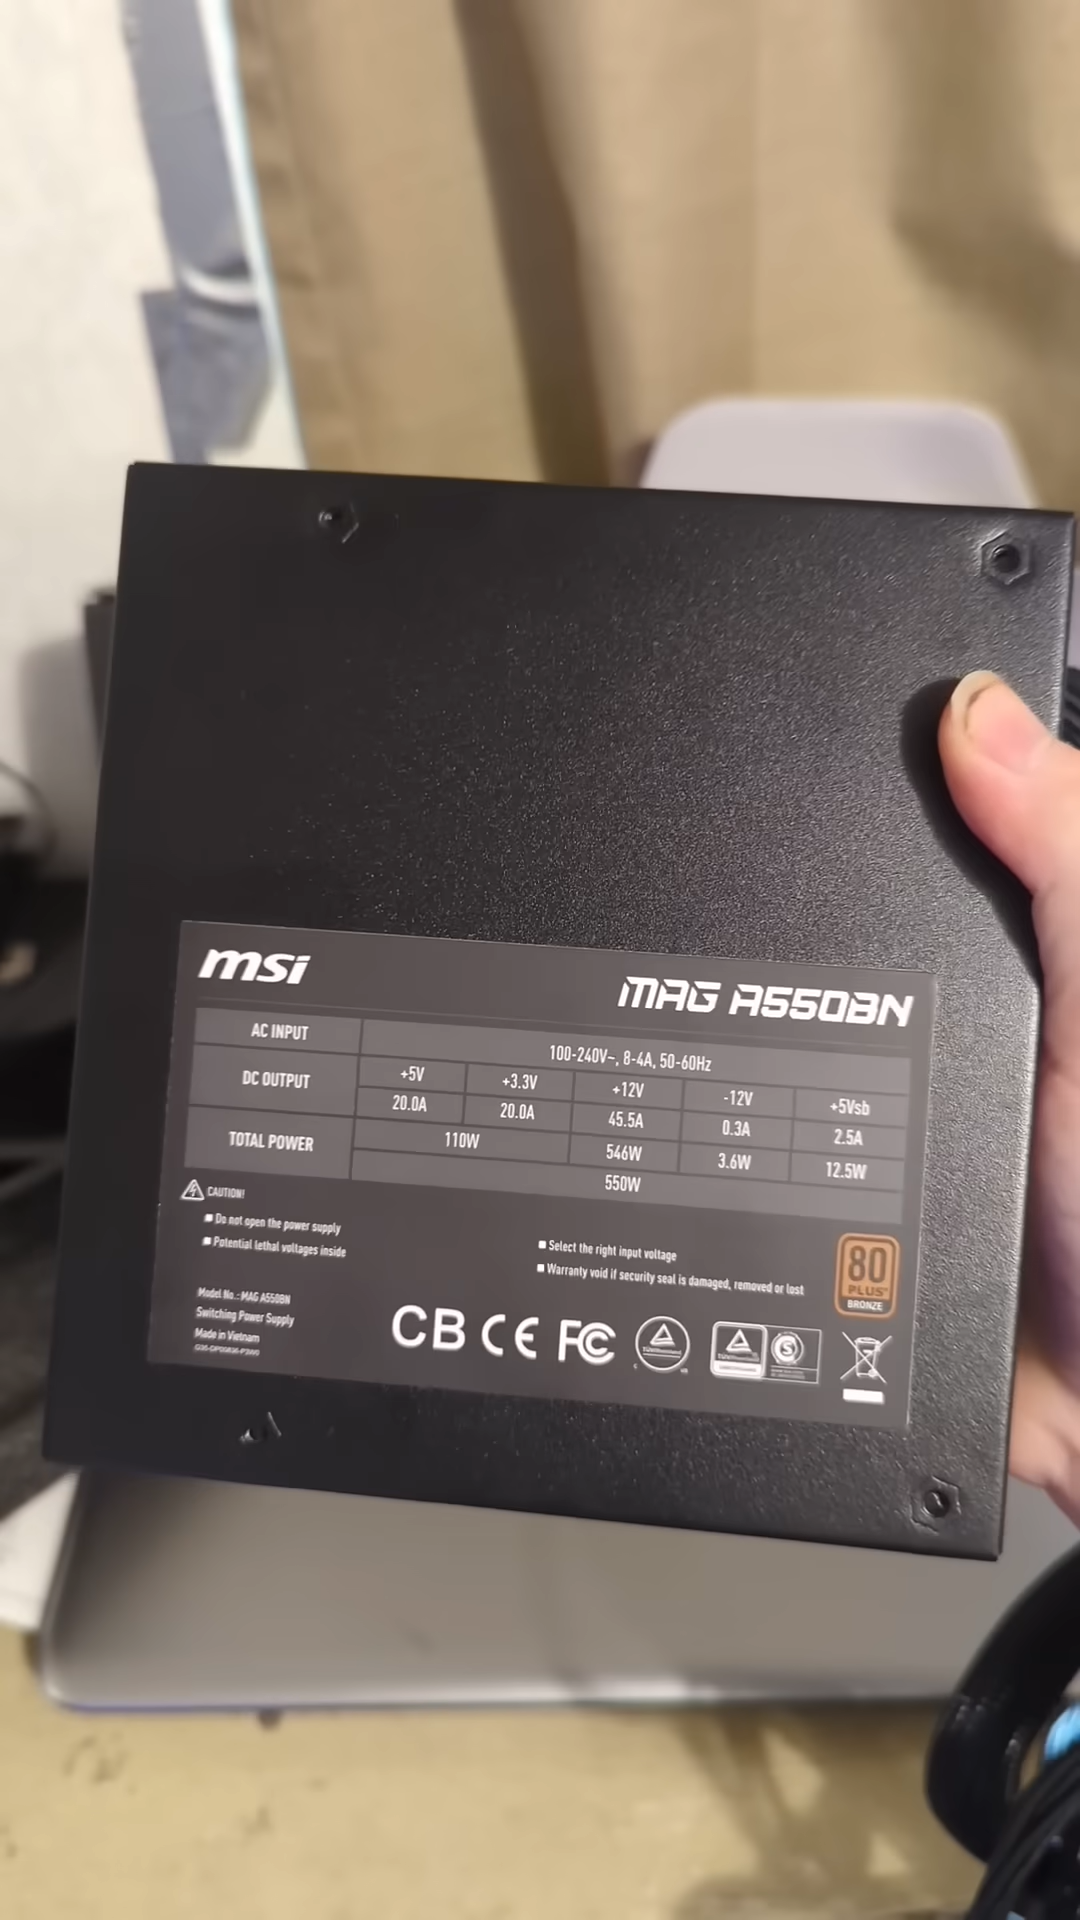 msi
MAG A550BN
AC INPUT 100-240V~, 8-4A, 50-60Hz
DC OUTPUT +5V +3.3V +12V -12V +5Vsb
20.0A 20.0A 45.5A 0.3A 2.5A
TOTAL POWER 110W 546W 3.6W 12.5W
550W
CAUTION!
Do not open the power supply
Potential lethal voltages inside
Select the right input voltage
Warranty void if security seal is damaged, removed or lost
80
PLUS
BRONZE
Model No.: MAG A550BN
Switching Power Supply
Made in Vietnam
CB CE FC